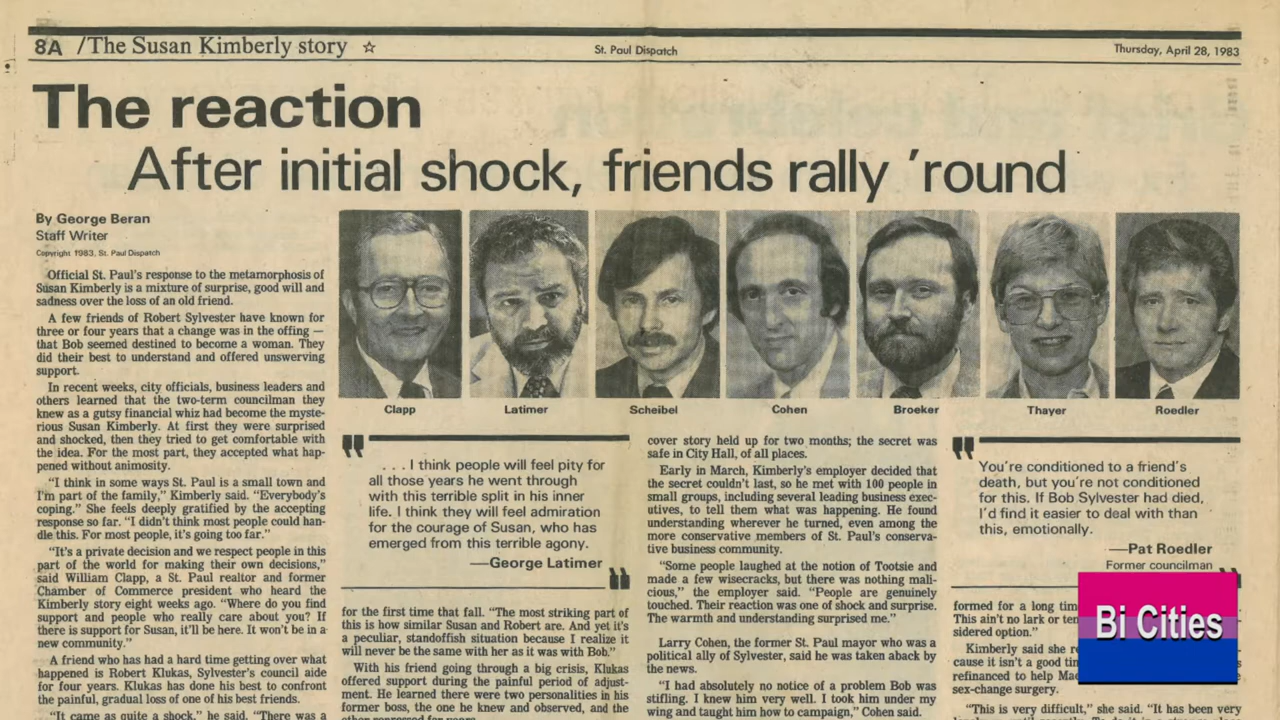 8A /The Susan Kimberly story ☆
St. Paul Dispatch
Thursday, April 28, 1983
The reaction
After initial shock, friends rally ’round
By George Beran
Staff Writer
Copyright 1983, St. Paul Dispatch
Official St. Paul's response to the metamorphosis of
Susan Kimberly is a mixture of surprise, good will and
sadness over the loss of an old friend.
A few friends of Robert Sylvester have known for
three or four years that a change was in the offing —
that Bob seemed destined to become a woman. They
did their best to understand and offered unswerving
support.
In recent weeks, city officials, business leaders and
others learned that the two-term councilman they
knew as a gutsy financial whiz had become the myste-
rious Susan Kimberly. At first they were surprised
and shocked, then they tried to get comfortable with
the idea. For the most part, they accepted what hap-
pened without animosity.
"I think in some ways St. Paul is a small town and
I'm part of the family," Kimberly said. "Everybody's
coping." She feels deeply gratified by the accepting
response so far. "I didn't think most people could han-
dle this. For most people, it's going too far."
"It's a private decision and we respect people in this
part of the world for making their own decisions,"
said William Clapp, a St. Paul realtor and former
Chamber of Commerce president who heard the
Kimberly story eight weeks ago. "Where do you find
support and people who really care about you? If
there is support for Susan, it'll be here. It won't be in a
new community."
A friend who has had a hard time getting over what
happened is Robert Klukas, Sylvester's council aide
for four years. Klukas has done his best to confront
the painful, gradual loss of one of his best friends.
"It came as quite a shock," he said. "There was a
Clapp
Latimer
Scheibel
Cohen
Broeker
Thayer
Roedler
" . . . I think people will feel pity for
all those years he went through
with this terrible split in his inner
life. I think they will feel admiration
for the courage of Susan, who has
emerged from this terrible agony.
—George Latimer "
for the first time that fall. "The most striking part of
this is how similar Susan and Robert are. And yet it's
a peculiar, standoffish situation because I realize it
will never be the same with her as it was with Bob."
With his friend going through a big crisis, Klukas
offered support during the painful period of adjust-
ment. He learned there were two personalities in his
former boss, the one he knew and observed, and the
other repressed for years.
cover story held up for two months; the secret was
safe in City Hall, of all places.
Early in March, Kimberly's employer decided that
the secret couldn't last, so he met with 100 people in
small groups, including several leading business exec-
utives, to tell them what was happening. He found
understanding wherever he turned, even among the
more conservative members of St. Paul's conserva-
tive business community.
"Some people laughed at the notion of Tootsie and
made a few wisecracks, but there was nothing mali-
cious," the employer said. "People are genuinely
touched. Their reaction was one of shock and surprise.
The warmth and understanding surprised me."
Larry Cohen, the former St. Paul mayor who was a
political ally of Sylvester, said he was taken aback by
the news.
"I had absolutely no notice of a problem Bob was
stifling. I knew him very well. I took him under my
wing and taught him how to campaign," Cohen said.
" You're conditioned to a friend's
death, but you're not conditioned
for this. If Bob Sylvester had died,
I'd find it easier to deal with than
this, emotionally.
—Pat Roedler
Former councilman "
formed for a long tim
This ain't no lark or ten
sidered option."
Kimberly said she r
cause it isn't a good tim
refinanced to help Mac
sex-change surgery.
"This is very difficult," she said. "It has been very
Bi Cities